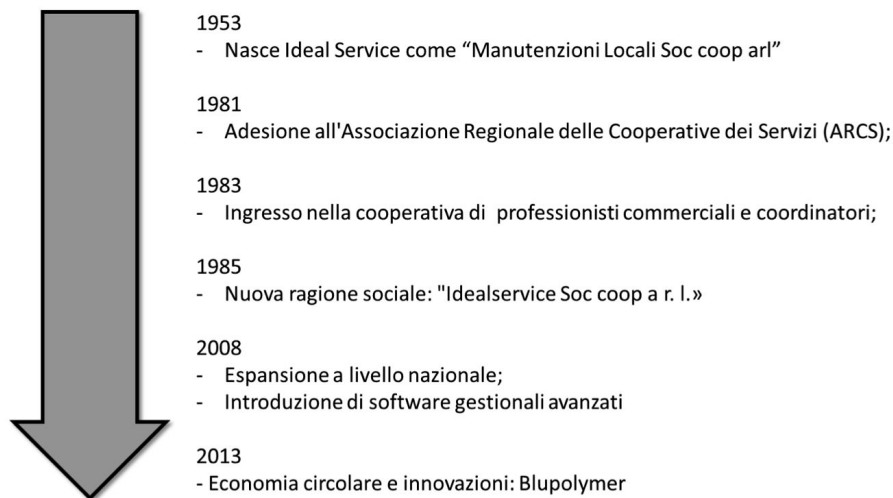 1953
- Nasce Ideal Service come “Manutenzioni Locali Soc coop arl”
1981
- Adesione all'Associazione Regionale delle Cooperative dei Servizi (ARCS);
1983
- Ingresso nella cooperativa di professionisti commerciali e coordinatori;
1985
- Nuova ragione sociale: "Idealservice Soc coop a r. l.»
2008
- Espansione a livello nazionale;
- Introduzione di software gestionali avanzati
2013
- Economia circolare e innovazioni: Blupolymer